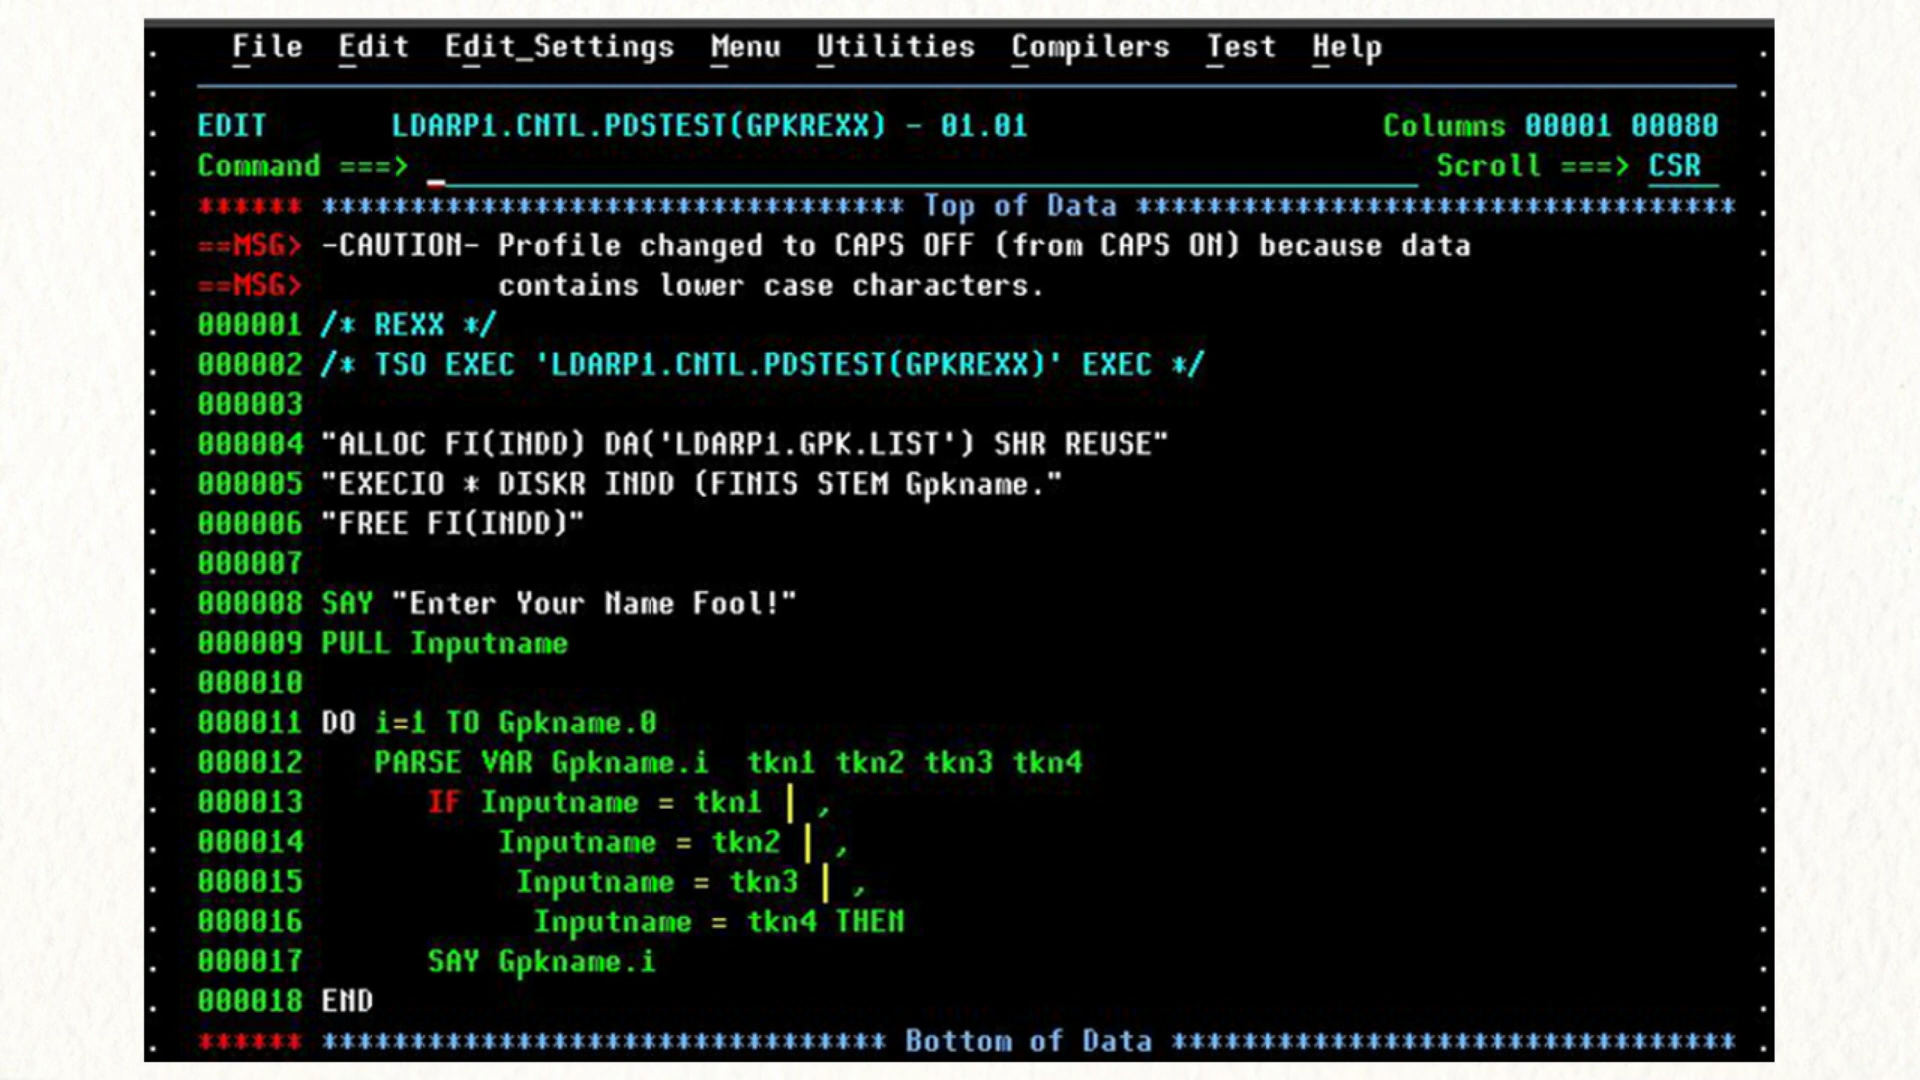 File Edit Edit_Settings Menu Utilities Compilers Test Help
EDIT LDARP1.CNTL.PDSTEST(GPKREXX) - 01.01 Columns 00001 00080
Command ===> Scroll ===> CSR
****** ********************************* Top of Data **********************************
==MSG> -CAUTION- Profile changed to CAPS OFF (from CAPS ON) because data
==MSG> contains lower case characters.
000001 /* REXX */
000002 /* TSO EXEC 'LDARP1.CNTL.PDSTEST(GPKREXX)' EXEC */
000003
000004 "ALLOC FI(INDD) DA('LDARP1.GPK.LIST') SHR REUSE"
000005 "EXECIO * DISKR INDD (FINIS STEM Gpkname."
000006 "FREE FI(INDD)"
000007
000008 SAY "Enter Your Name Fool!"
000009 PULL Inputname
000010
000011 DO i=1 TO Gpkname.0
000012 PARSE VAR Gpkname.i tkn1 tkn2 tkn3 tkn4
000013 IF Inputname = tkn1 | ,
000014 Inputname = tkn2 | ,
000015 Inputname = tkn3 | ,
000016 Inputname = tkn4 THEN
000017 SAY Gpkname.i
000018 END
****** ******************************** Bottom of Data ********************************